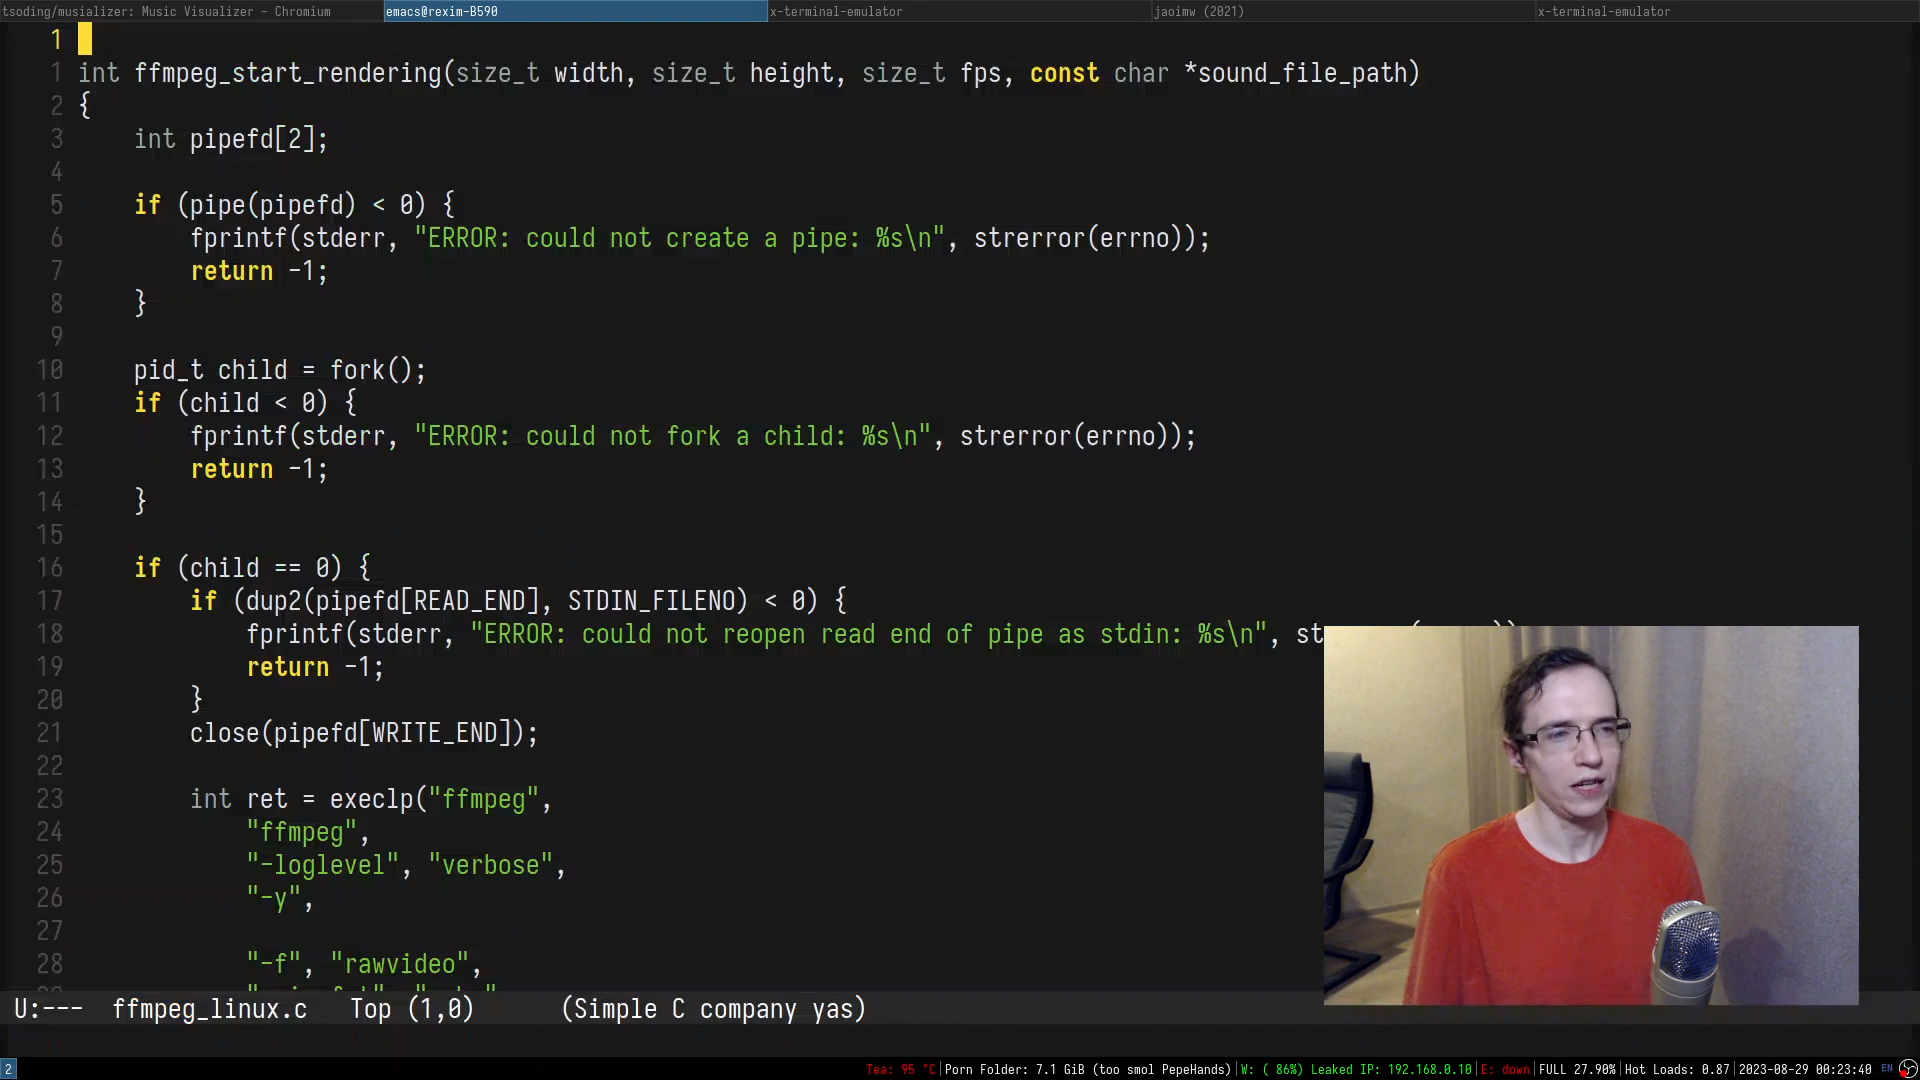 tsoding/musializer: Music Visualizer - Chromium
emacs@rexim-B590
x-terminal-emulator
jaoimw (2021)
x-terminal-emulator
1
1 int ffmpeg_start_rendering(size_t width, size_t height, size_t fps, const char *sound_file_path)
2 {
3 int pipefd[2];
4
5 if (pipe(pipefd) < 0) {
6 fprintf(stderr, "ERROR: could not create a pipe: %s\n", strerror(errno));
7 return -1;
8 }
9
10 pid_t child = fork();
11 if (child < 0) {
12 fprintf(stderr, "ERROR: could not fork a child: %s\n", strerror(errno));
13 return -1;
14 }
15
16 if (child == 0) {
17 if (dup2(pipefd[READ_END], STDIN_FILENO) < 0) {
18 fprintf(stderr, "ERROR: could not reopen read end of pipe as stdin: %s\n", st
19 return -1;
20 }
21 close(pipefd[WRITE_END]);
22
23 int ret = execlp("ffmpeg",
24 "ffmpeg",
25 "-loglevel", "verbose",
26 "-y",
27
28 "-f", "rawvideo",
U:--- ffmpeg_linux.c Top (1,0) (Simple C company yas)
2
Tea: 95 °C|Porn Folder: 7.1 GiB (too smol PepeHands)|W: ( 86%) Leaked IP: 192.168.0.10|E: down|FULL 27.90%|Hot Loads: 0.87|2023-08-29 00:23:40 EN